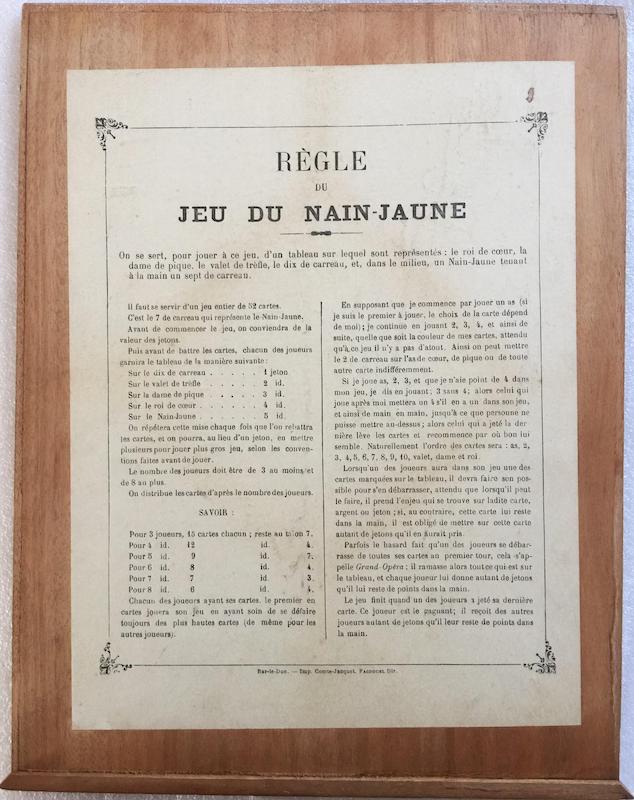 RÈGLE
DU
JEU DU NAIN-JAUNE
On se sert, pour jouer à ce jeu, d'un tableau sur lequel sont représentés : le roi de cœur, la
dame de pique, le valet de trèfle, le dix de carreau, et, dans le milieu, un Nain-Jaune tenant
à la main un sept de carreau.
Il faut se servir d'un jeu entier de 52 cartes.
C'est le 7 de carreau qui représente le Nain-Jaune.
Avant de commencer le jeu, on conviendra de la
valeur des jetons.
Puis avant de battre les cartes, chacun des joueurs
garnira le tableau de la manière suivante :
Sur le dix de carreau . . . . . . 1 jeton
Sur le valet de trèfle . . . . . . 2 id.
Sur la dame de pique . . . . . 3 id.
Sur le roi de cœur . . . . . . 4 id.
Sur le Nain-Jaune . . . . . . 5 id.
On répétera cette mise chaque fois que l'on rebattra
les cartes, et on pourra, au lieu d'un jeton, en mettre
plusieurs pour jouer plus gros jeu, selon les conven-
tions faites avant de jouer.
Le nombre des joueurs doit être de 3 au moins, et
de 8 au plus.
On distribue les cartes d'après le nombre des joueurs.
SAVOIR :
Pour 3 joueurs, 15 cartes chacun ; reste au talon 7.
Pour 4 id. 12 id. 4.
Pour 5 id. 9 id. 7.
Pour 6 id. 8 id. 4.
Pour 7 id. 7 id. 3.
Pour 8 id. 6 id. 4.
Chacun des joueurs ayant ses cartes, le premier en
cartes jouera son jeu en ayant soin de se défaire
toujours des plus hautes cartes (de même pour les
autres joueurs).
En supposant que je commence par jouer un as (si
je suis le premier à jouer, le choix de la carte dépend
de moi) ; je continue en jouant 2, 3, 4, et ainsi de
suite, quelle que soit la couleur de mes cartes, attendu
qu'à ce jeu il n'y a pas d'atout. Ainsi on peut mettre
le 2 de carreau sur l'as de cœur, de pique ou de toute
autre carte indifféremment.
Si je joue as, 2, 3, et que je n'aie point de 4 dans
mon jeu, je dis en jouant ; 3 sans 4 ; alors celui qui
joue après moi mettera un 4 s'il en a un dans son jeu,
et ainsi de main en main, jusqu'à ce que personne ne
puisse mettre au-dessus ; alors celui qui a jeté la der-
nière lève les cartes et recommence par où bon lui
semble. Naturellement l'ordre des cartes sera : as, 2,
3, 4, 5, 6, 7, 8, 9, 10, valet, dame et roi.
Lorsqu'un des joueurs aura dans son jeu une des
cartes marquées sur le tableau, il devra faire son pos-
sible pour s'en débarrasser, attendu que lorsqu'il peut
le faire, il prend l'enjeu qui se trouve sur ladite carte,
argent ou jeton ; si, au contraire, cette carte lui reste
dans la main, il est obligé de mettre sur cette carte
autant de jetons qu'il en aurait pris.
Parfois le hasard fait qu'un des joueurs se débar-
rasse de toutes ses cartes au premier tour, cela s'ap-
pelle Grand-Opéra ; il ramasse alors tout ce qui est sur
le tableau, et chaque joueur lui donne autant de jetons
qu'il lui reste de points dans la main.
Le jeu finit quand un des joueurs a jeté sa dernière
carte. Ce joueur est le gagnant ; il reçoit des autres
joueurs autant de jetons qu'il leur reste de points dans
la main.
Bar-le-Duc. — Imp. Comte-Jacquet. Dir.